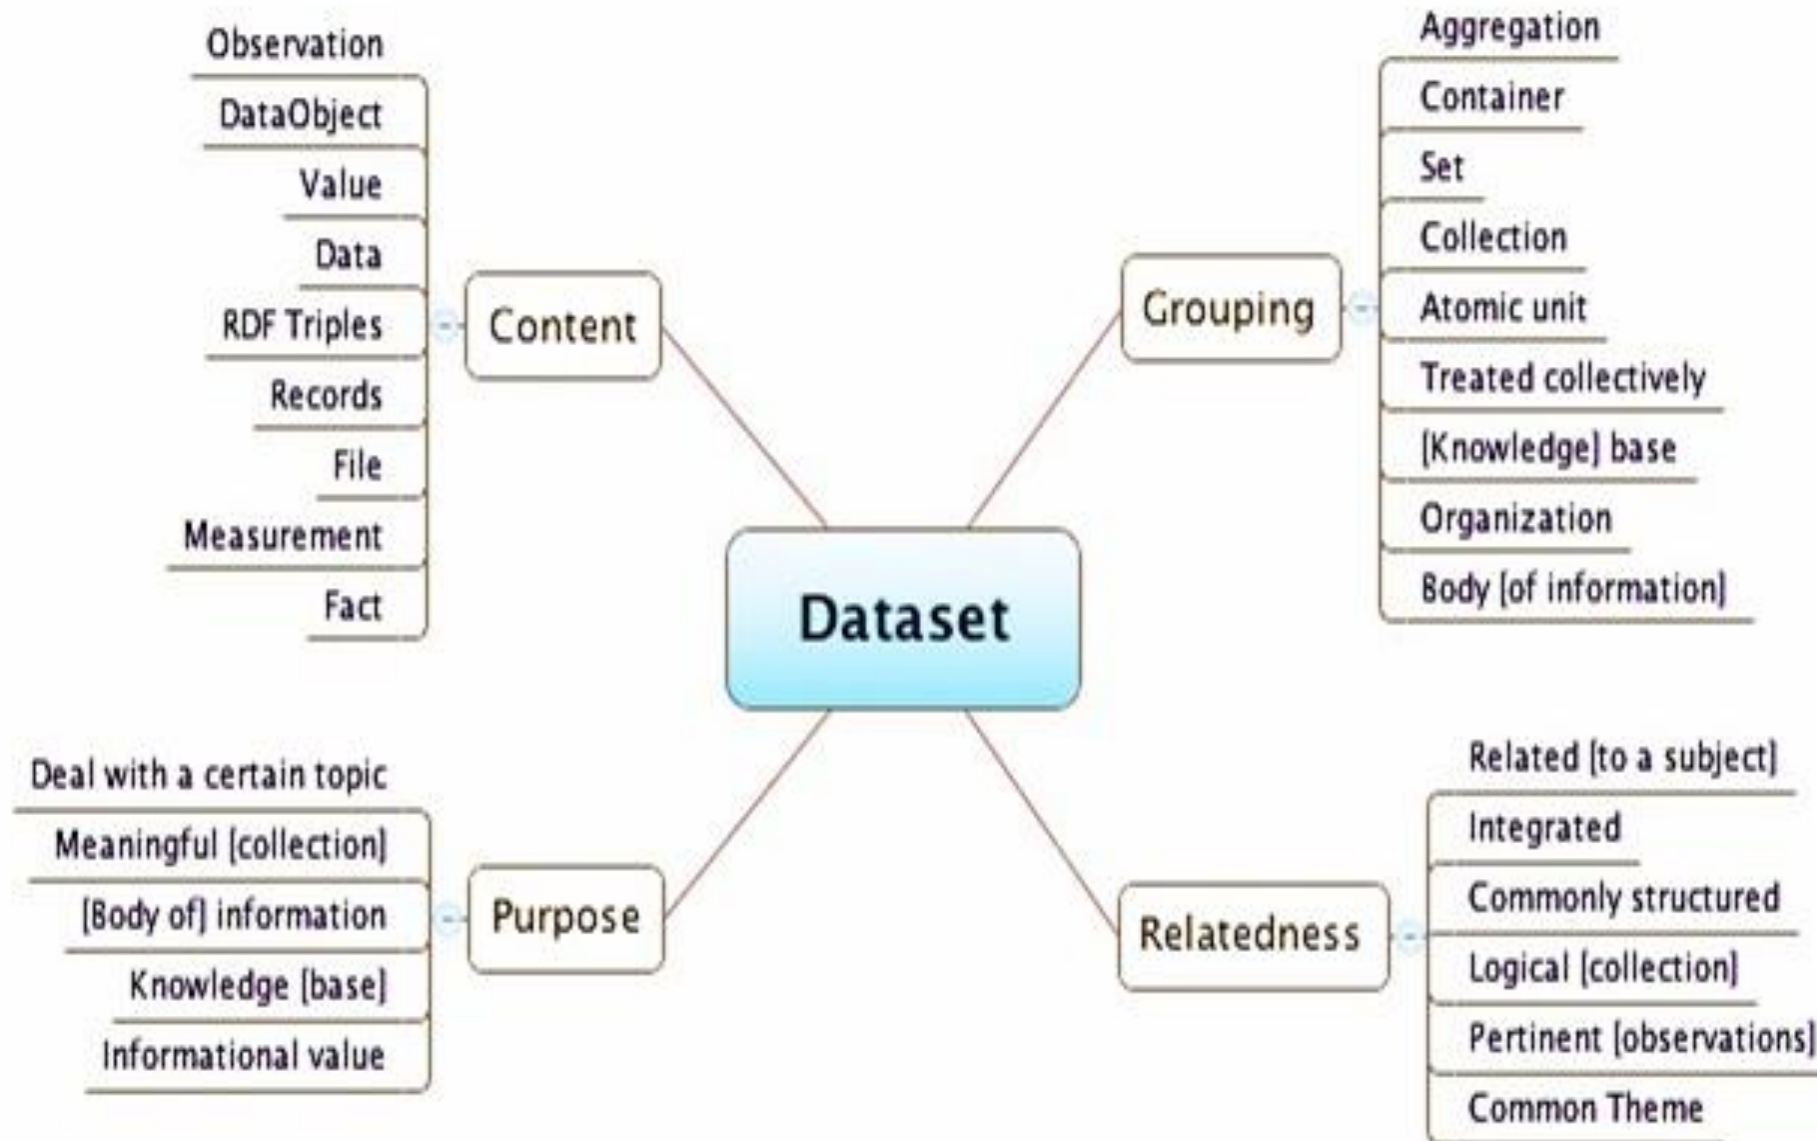 Observation
DataObject
Value
Data
RDF Triples
Records
File
Measurement
Fact
Content
Aggregation
Container
Set
Collection
Atomic unit
Treated collectively
(Knowledge) base
Organization
Body (of information)
Grouping
Dataset
Deal with a certain topic
Meaningful (collection)
(Body of) information
Knowledge (base)
Informational value
Purpose
Related (to a subject)
Integrated
Commonly structured
Logical (collection)
Pertinent (observations)
Common Theme
Relatedness